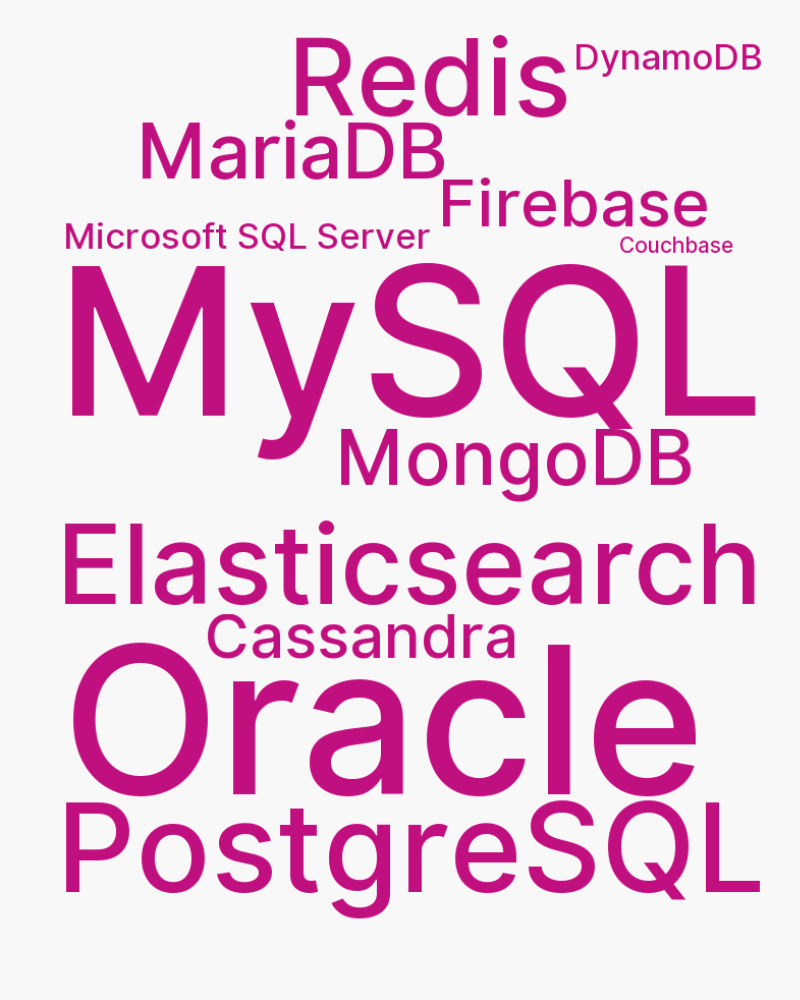 Redis
DynamoDB
MariaDB
Firebase
Microsoft SQL Server
Couchbase
MySQL
MongoDB
Elasticsearch
Cassandra
Oracle
PostgreSQL